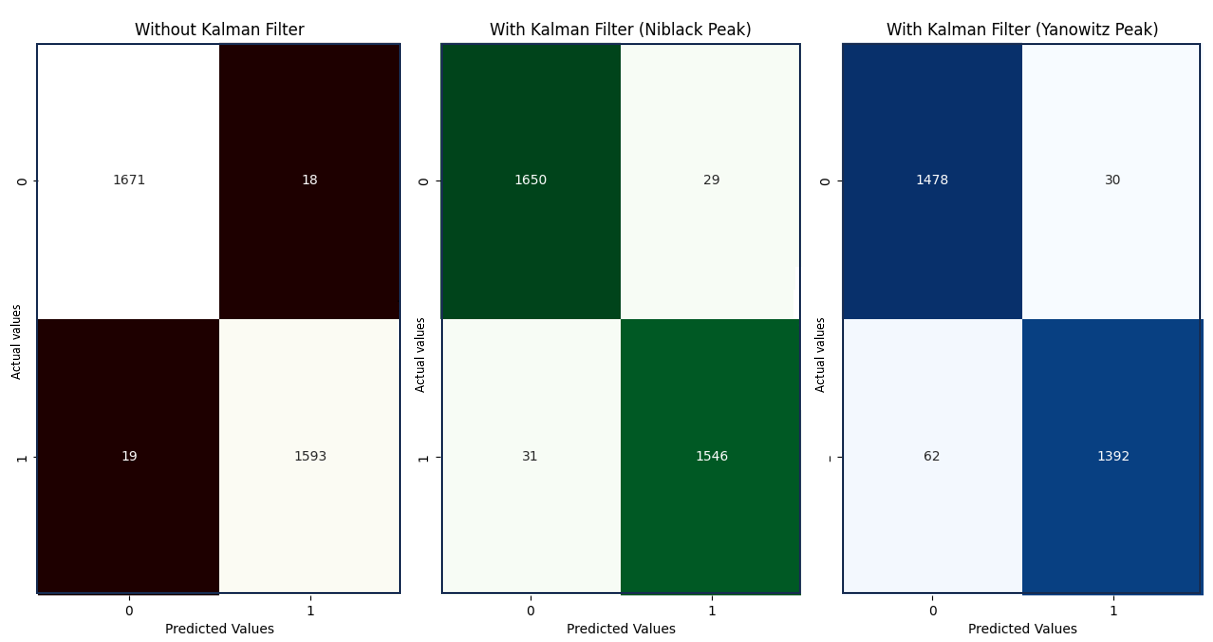 Without Kalman Filter
0
1671
18
Actual values
1
19
1593
0
1
Predicted Values
With Kalman Filter (Niblack Peak)
0
1650
29
Actual values
1
31
1546
0
1
Predicted Values
With Kalman Filter (Yanowitz Peak)
0
1478
30
Actual values
62
1392
0
1
Predicted Values